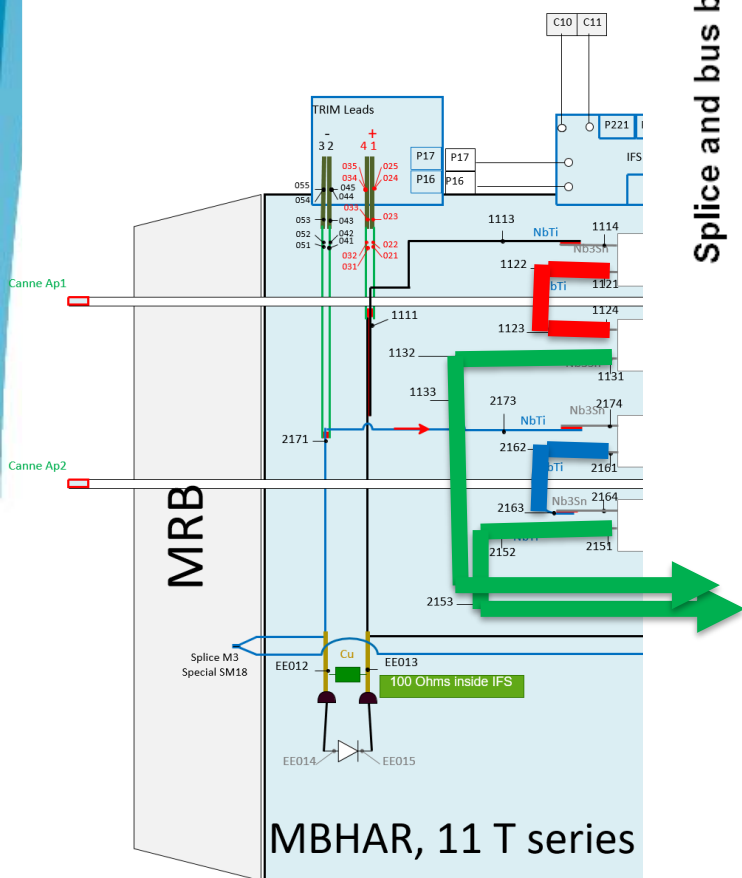 C10 C11
Splice and bus b
TRIM Leads
- +
3 2 4 1
P221
IFS
P17 P17
P16 P16
035 025
034 024
055 045
054 044
033
023
053 043
052 042
051 041
032 022
031 021
1113
NbTi
1114
Nb3Sn
1122
bTi
1121
Canne Ap1
1124
1111
1123
1132
1131
1133
2173
2174
Nb3Sn
NbTi
2171
2162
bTi
2161
Canne Ap2
Nb3Sn
2164
2163
2152
2151
2153
MRB
Splice M3
Special SM18
EE012
Cu
EE013
100 Ohms inside IFS
EE014
EE015
MBHAR, 11 T series